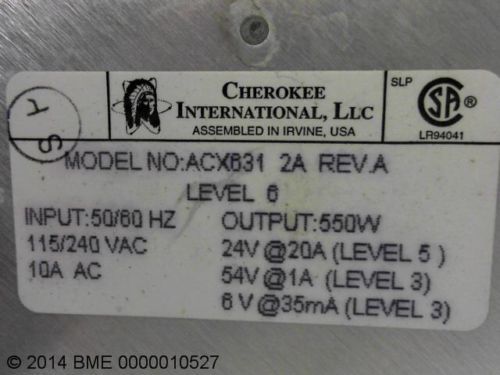 CHEROKEE
INTERNATIONAL, LLC
ASSEMBLED IN IRVINE, USA
SLP
SA
LR94041
MODEL NO:ACX631 2A REV.A
LEVEL 6
INPUT:50/60 HZ OUTPUT:550W
115/240 VAC 24V @20A (LEVEL 5 )
10A AC 54V @1A (LEVEL 3)
6 V @35mA (LEVEL 3)
© 2014 BME 0000010527